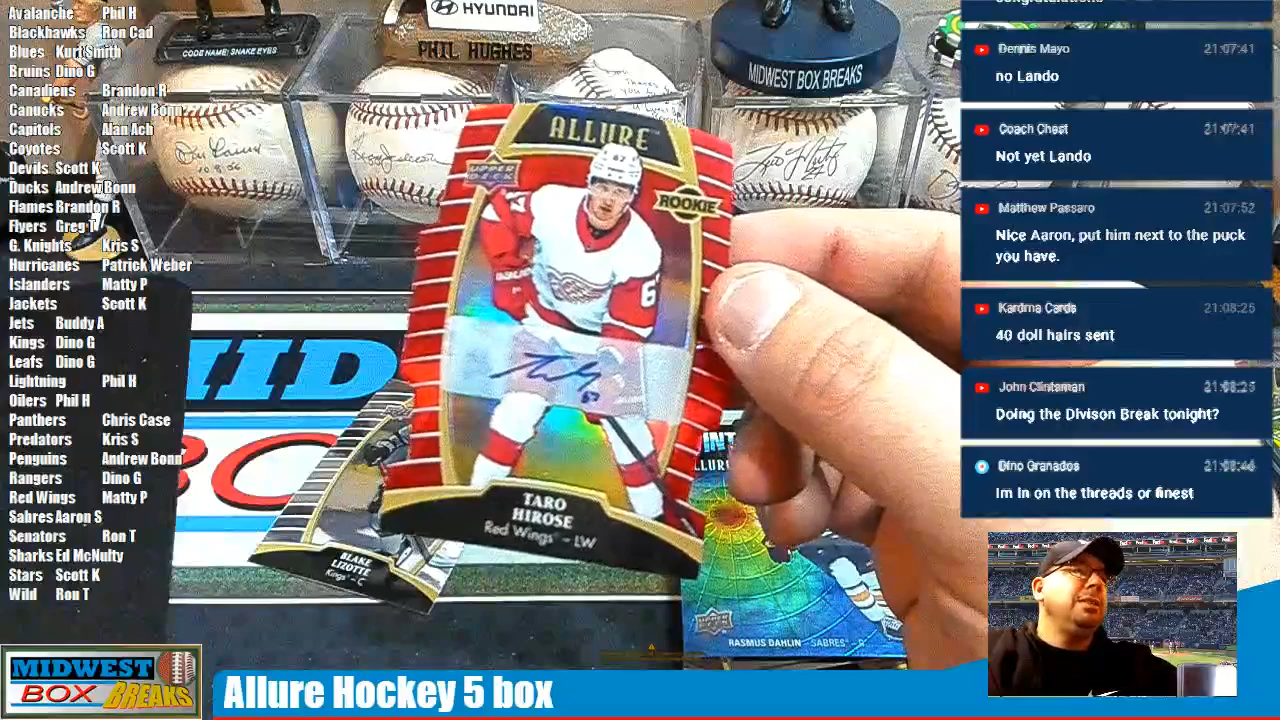 Avalanche Phil H
Blackhawks Ron Cad
Blues Kurt Smith
Bruins Dino G
Canadiens Brandon R
Canucks Andrew Bonn
Capitols Alan Ach
Coyotes Scott K
Devils Scott K
Ducks Andrew Bonn
Flames Brandon R
Flyers Greg T
G. Knights Kris S
Hurricanes Patrick Weber
Islanders Matty P
Jackets Scott K
Jets Buddy A
Kings Dino G
Leafs Dino G
Lightning Phil H
Oilers Phil H
Panthers Chris Case
Predators Kris S
Penguins Andrew Bonn
Rangers Dino G
Red Wings Matty P
Sabres Aaron S
Senators Ron T
Sharks Ed McNulty
Stars Scott K
Wild Ron T
MIDWEST
BOX
BREAKS
Allure Hockey 5 box
CODE NAME: SNAKE EYES
HYUNDAI
PHIL HUGHES
MIDWEST BOX BREAKS
10 8 56
ALLURE
UPPER
DECK
ROOKIE
67
TARO
HIROSE
Red Wings - LW
MID
BLAKE
LIZOTTE
Kings - C
RASMUS DAHLIN - SABRES - D
Dennis Mayo 21:07:41
no Lando
Coach Chest 21:07:41
Not yet Lando
Matthew Passaro 21:07:52
Nice Aaron, put him next to the puck
you have.
Kardma Cards 21:08:25
40 doll hairs sent
John Clintsman 21:08:25
Doing the Divison Break tonight?
Dino Granados 21:08:46
Im in on the threads or finest